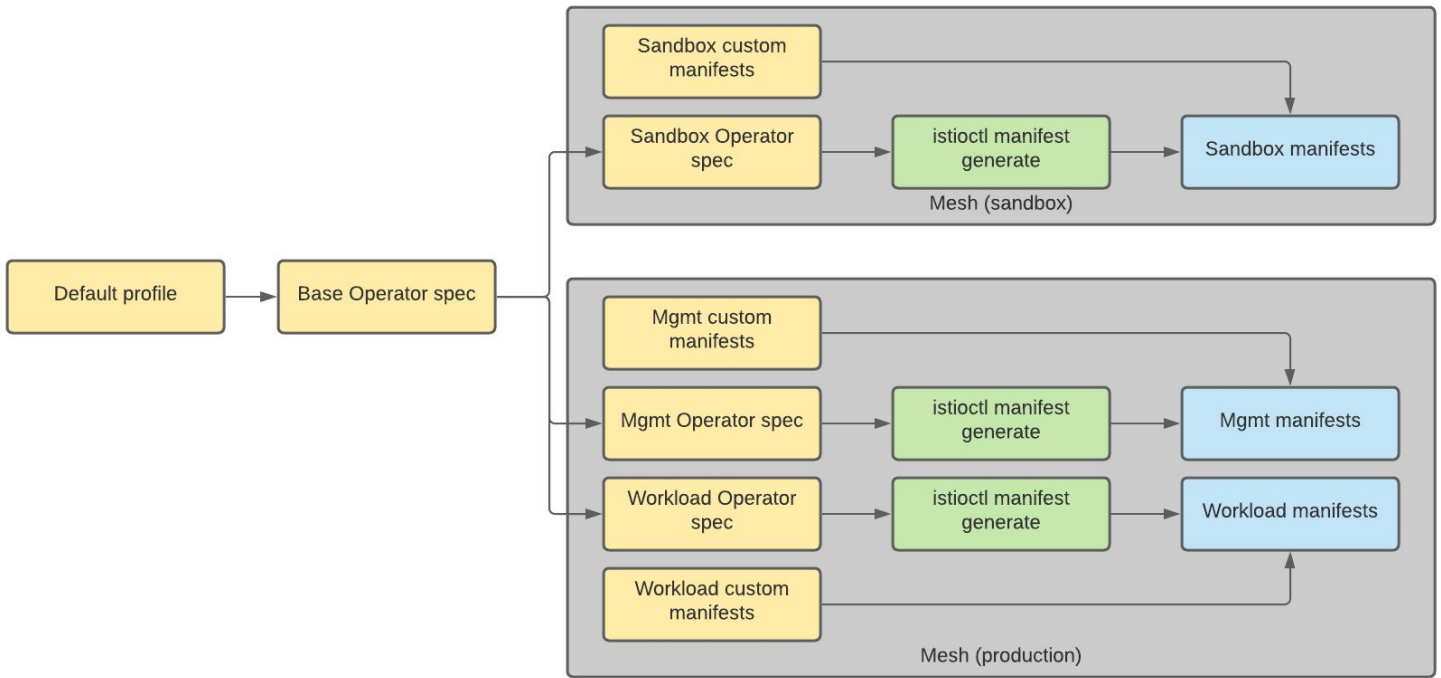 Sandbox custom
manifests
Sandbox Operator
spec
istioctl manifest
generate
Sandbox manifests
Mesh (sandbox)
Default profile
Base Operator spec
Mgmt custom
manifests
Mgmt Operator spec
istioctl manifest
generate
Mgmt manifests
Workload Operator
spec
istioctl manifest
generate
Workload manifests
Workload custom
manifests
Mesh (production)